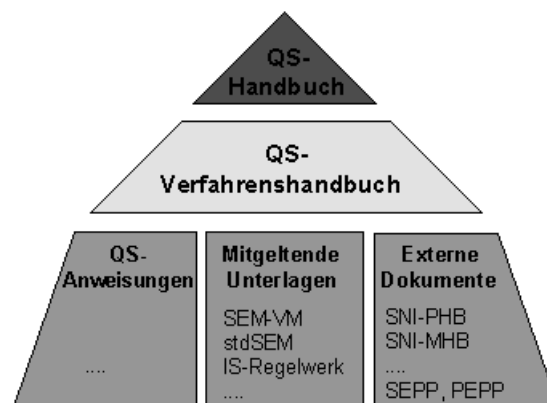 QS-
Handbuch
QS-
Verfahrenshandbuch
QS-
Anweisungen
....
Mitgeltende
Unterlagen
SEM-VM
stdSEM
IS-Regelwerk
....
Externe
Dokumente
SNI-PHB
SNI-MHB
....
SEPP, PEPP